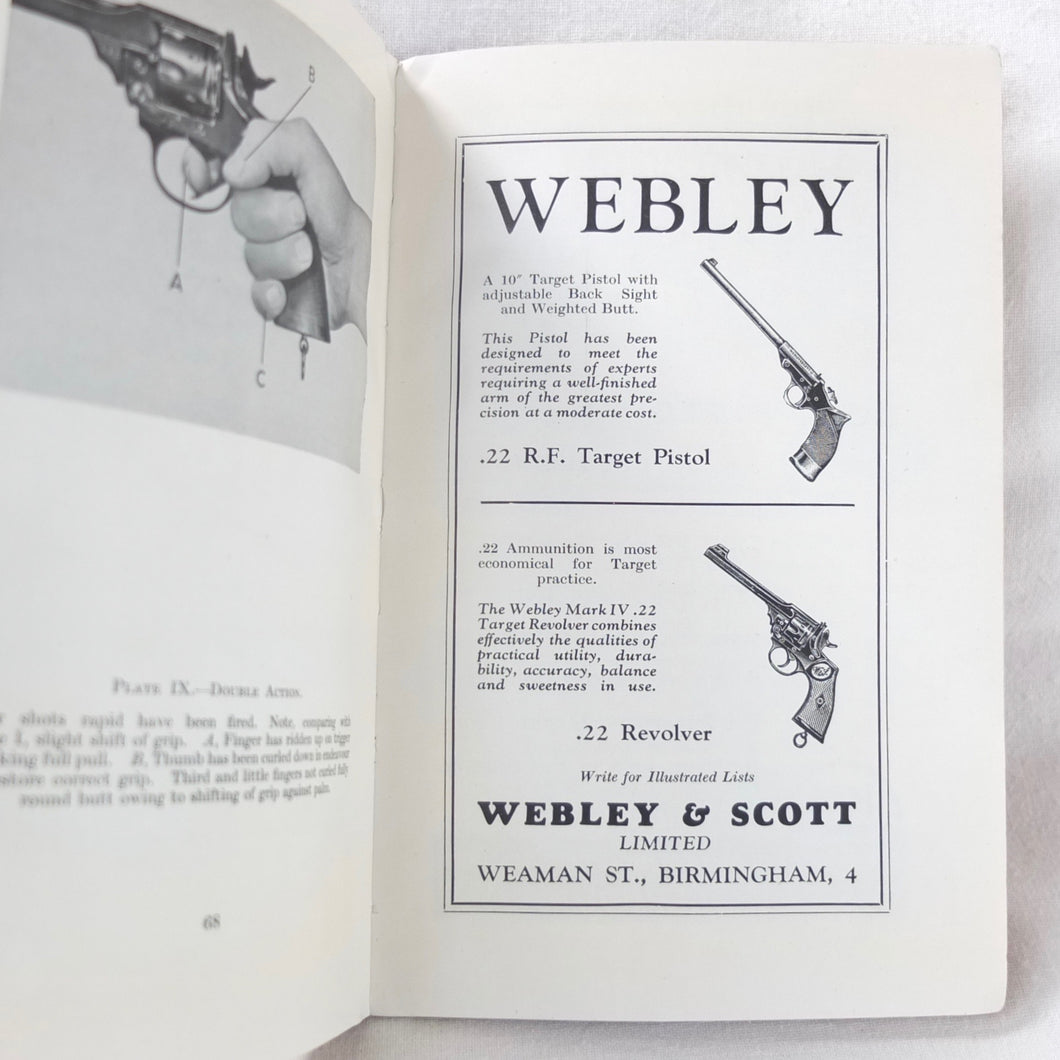 B
A
C
PLATE IX.—DOUBLE ACTION.
shots rapid have been fired. Note, comparing with
1, slight shift of grip. A, Finger has ridden up on trigger
king full pull. B, Thumb has been curled down in endeavour
store correct grip. Third and little fingers not curled fully
round butt owing to shifting of grip against palm.
68
WEBLEY
A 10″ Target Pistol with
adjustable Back Sight
and Weighted Butt.
This Pistol has been
designed to meet the
requirements of experts
requiring a well-finished
arm of the greatest pre-
cision at a moderate cost.
.22 R.F. Target Pistol
.22 Ammunition is most
economical for Target
practice.
The Webley Mark IV .22
Target Revolver combines
effectively the qualities of
practical utility, dura-
bility, accuracy, balance
and sweetness in use.
.22 Revolver
Write for Illustrated Lists
WEBLEY & SCOTT
LIMITED
WEAMAN ST., BIRMINGHAM, 4